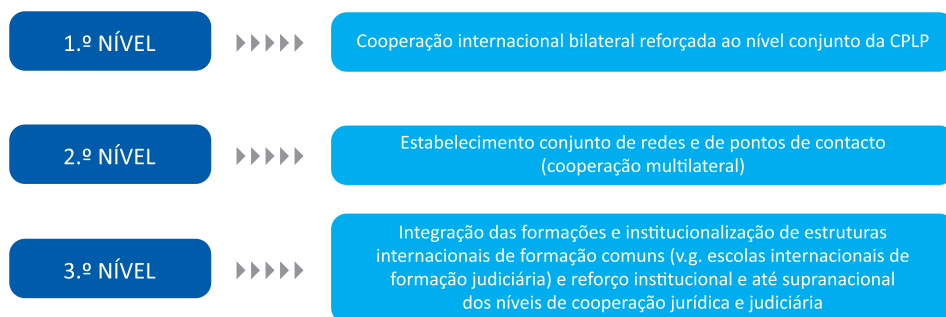 1.º NÍVEL
Cooperação internacional bilateral reforçada ao nível conjunto da CPLP
2.º NÍVEL
Estabelecimento conjunto de redes e de pontos de contacto
(cooperação multilateral)
3.º NÍVEL
Integração das formações e institucionalização de estruturas
internacionais de formação comuns (v.g. escolas internacionais de
formação judiciária) e reforço institucional e até supranacional
dos níveis de cooperação jurídica e judiciária